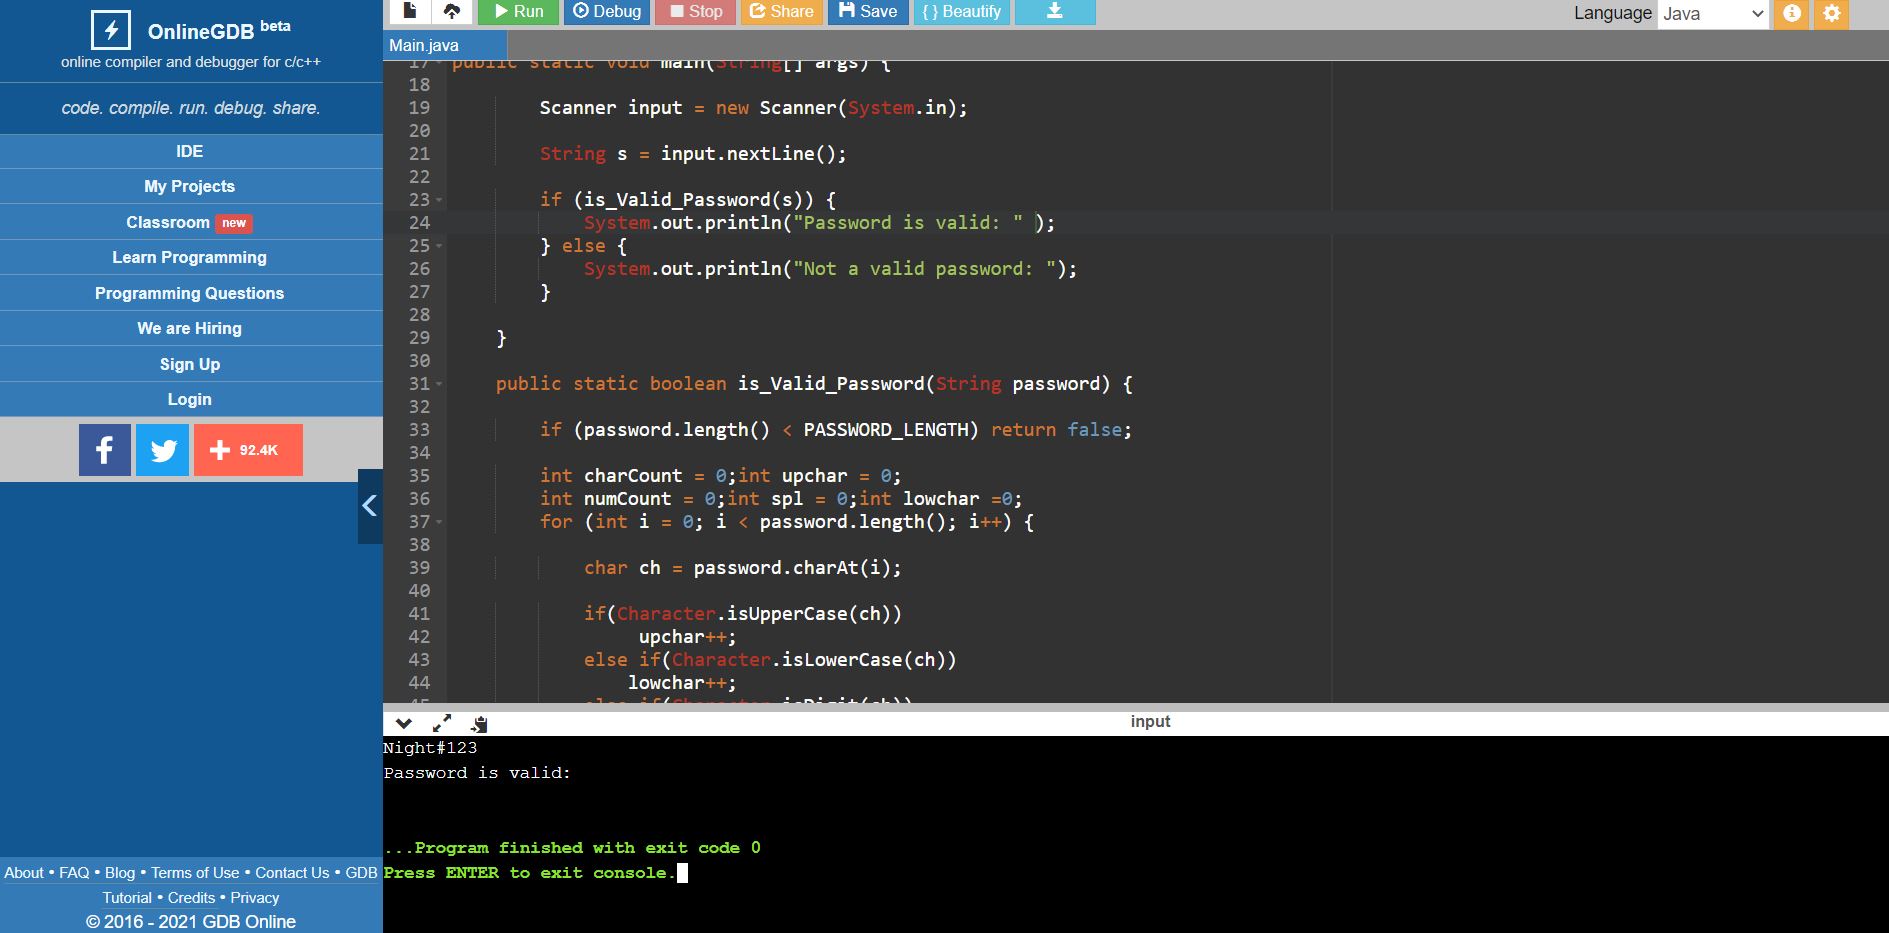 OnlineGDB beta
online compiler and debugger for c/c++
code. compile. run. debug. share.
IDE
My Projects
Classroom new
Learn Programming
Programming Questions
We are Hiring
Sign Up
Login
92.4K
About • FAQ • Blog • Terms of Use • Contact Us • GDB
Tutorial • Credits • Privacy
© 2016 - 2021 GDB Online
Run Debug Stop Share Save { } Beautify Language Java
Main.java
17 public static void main(String[] args) {
18
19 Scanner input = new Scanner(System.in);
20
21 String s = input.nextLine();
22
23 if (is_Valid_Password(s)) {
24 System.out.println("Password is valid: " );
25 } else {
26 System.out.println("Not a valid password: ");
27 }
28
29 }
30
31 public static boolean is_Valid_Password(String password) {
32
33 if (password.length() < PASSWORD_LENGTH) return false;
34
35 int charCount = 0;int upchar = 0;
36 int numCount = 0;int spl = 0;int lowchar =0;
37 for (int i = 0; i < password.length(); i++) {
38
39 char ch = password.charAt(i);
40
41 if(Character.isUpperCase(ch))
42 upchar++;
43 else if(Character.isLowerCase(ch))
44 lowchar++;
45 else if(Character.isDigit(ch))
input
Night#123
Password is valid:
...Program finished with exit code 0
Press ENTER to exit console.